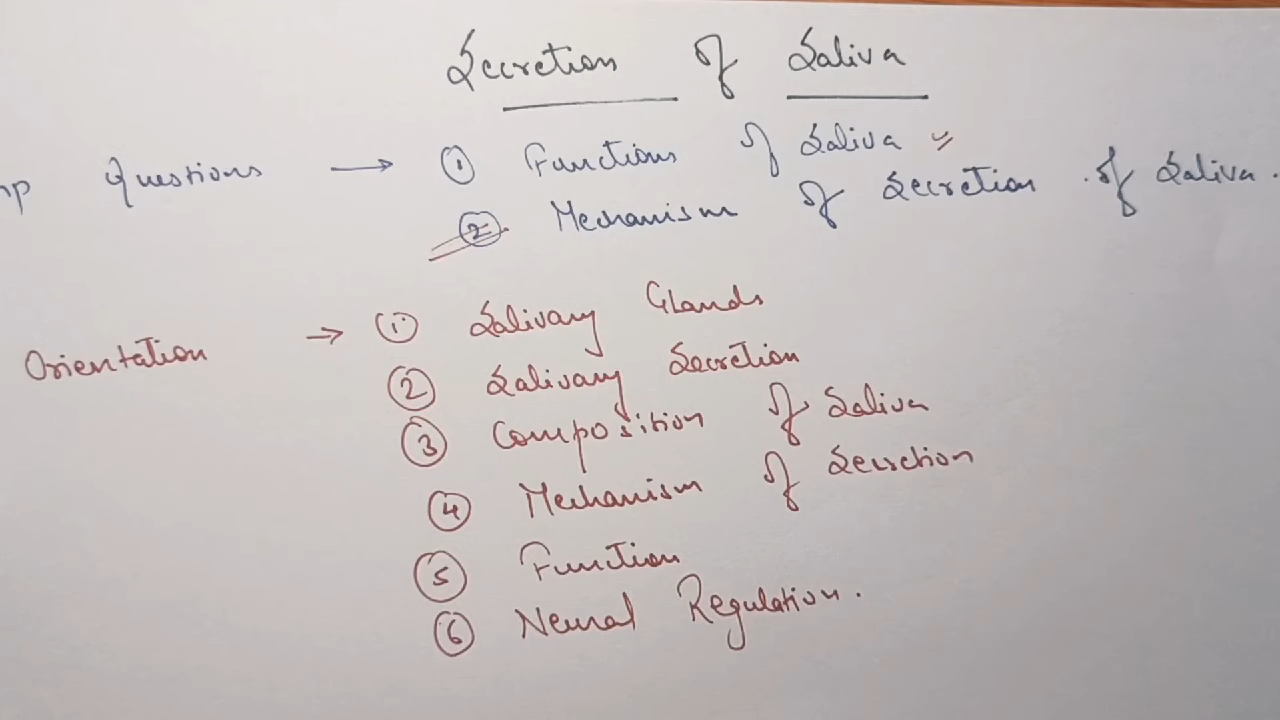 Secretion of Saliva
mp Questions → ① Functions of Saliva
② Mechanism of Secretion of Saliva.
Orientation → ① Salivary Glands
② Salivary Secretion
③ Composition of Saliva
④ Mechanism of Secretion
⑤ Function
⑥ Neural Regulation.